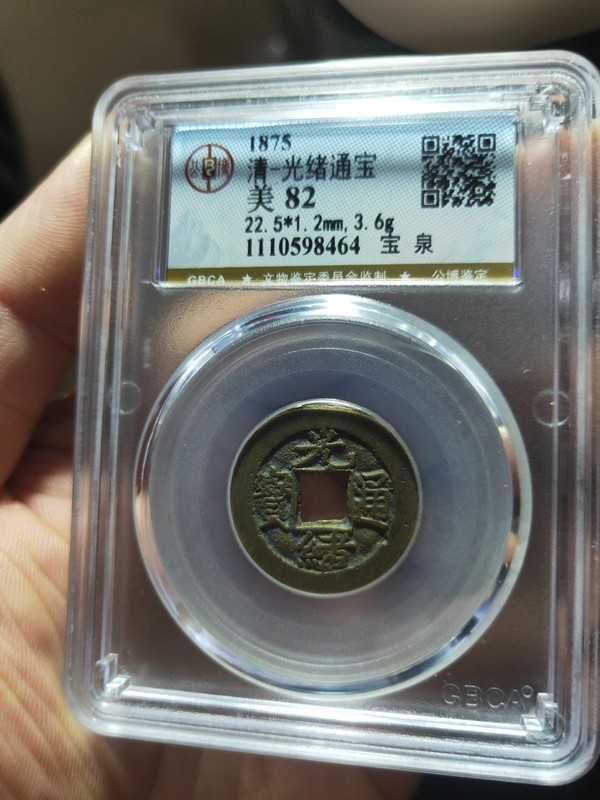 1875
清-光绪通宝
美 82
22.5*1.2mm,3.6g
1110598464 宝 泉
GBCA ★ 文物鉴定委员会监制 ★ 公博鉴定
光
寶 通
緒
GBCA